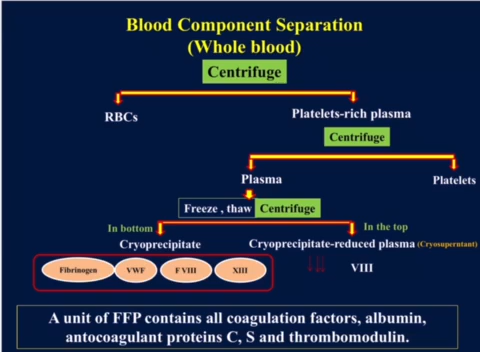 Blood Component Separation
(Whole blood)
Centrifuge
RBCs
Platelets-rich plasma
Centrifuge
Plasma
Platelets
Freeze , thaw Centrifuge
In bottom
In the top
Cryoprecipitate
Cryoprecipitate-reduced plasma (Cryosuperntant)
Fibrinogen VWF F VIII XIII
VIII
A unit of FFP contains all coagulation factors, albumin,
antocoagulant proteins C, S and thrombomodulin.